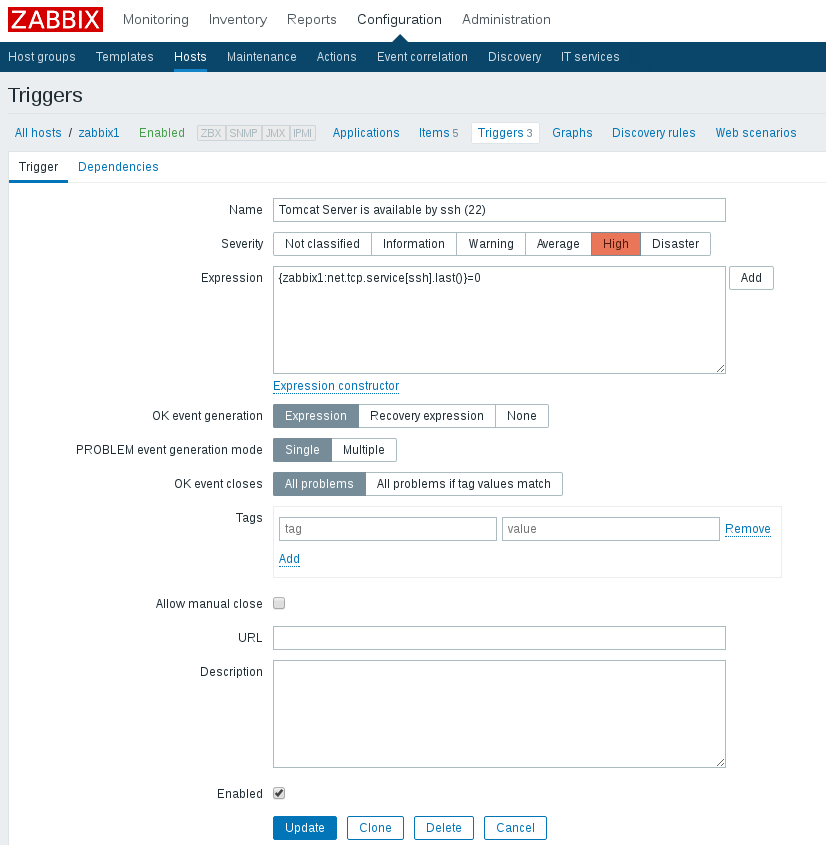 ZABBIX Monitoring Inventory Reports Configuration Administration
Host groups Templates Hosts Maintenance Actions Event correlation Discovery IT services
Triggers
All hosts / zabbix1 Enabled ZBX SNMP JMX IPMI Applications Items 5 Triggers 3 Graphs Discovery rules Web scenarios
Trigger Dependencies
Name Tomcat Server is available by ssh (22)
Severity Not classified Information Warning Average High Disaster
Expression {zabbix1:net.tcp.service[ssh].last()}=0 Add
Expression constructor
OK event generation Expression Recovery expression None
PROBLEM event generation mode Single Multiple
OK event closes All problems All problems if tag values match
Tags tag value Remove
Add
Allow manual close
URL
Description
Enabled
Update Clone Delete Cancel